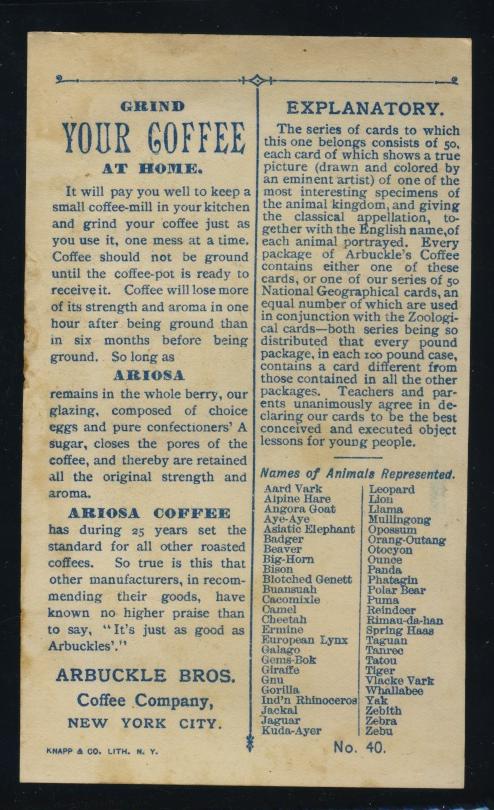 GRIND
YOUR COFFEE
AT HOME.
It will pay you well to keep a
small coffee-mill in your kitchen
and grind your coffee just as
you use it, one mess at a time.
Coffee should not be ground
until the coffee-pot is ready to
receive it. Coffee will lose more
of its strength and aroma in one
hour after being ground than
in six months before being
ground. So long as
ARIOSA
remains in the whole berry, our
glazing, composed of choice
eggs and pure confectioners' A
sugar, closes the pores of the
coffee, and thereby are retained
all the original strength and
aroma.
ARIOSA COFFEE
has during 25 years set the
standard for all other roasted
coffees. So true is this that
other manufacturers, in recom-
mending their goods, have
known no higher praise than
to say, "It's just as good as
Arbuckles'."
ARBUCKLE BROS.
Coffee Company,
NEW YORK CITY.
KNAPP & CO. LITH. N. Y.
EXPLANATORY.
The series of cards to which
this one belongs consists of 50,
each card of which shows a true
picture (drawn and colored by
an eminent artist) of one of the
most interesting specimens of
the animal kingdom, and giving
the classical appellation, to-
gether with the English name, of
each animal portrayed. Every
package of Arbuckle's Coffee
contains either one of these
cards, or one of our series of 50
National Geographical cards, an
equal number of which are used
in conjunction with the Zoologi-
cal cards—both series being so
distributed that every pound
package, in each 100 pound case,
contains a card different from
those contained in all the other
packages. Teachers and par-
ents unanimously agree in de-
claring our cards to be the best
conceived and executed object
lessons for young people.
Names of Animals Represented.
Aard Vark
Alpine Hare
Angora Goat
Aye-Aye
Asiatic Elephant
Badger
Beaver
Big-Horn
Bison
Blotched Genett
Buansuah
Cacomixle
Camel
Cheetah
Ermine
European Lynx
Galago
Gems-Bok
Giraffe
Gnu
Gorilla
Ind'n Rhinoceros
Jackal
Jaguar
Kuda-Ayer
Leopard
Lion
Llama
Mullingong
Opossum
Orang-Outang
Otocyon
Ounce
Panda
Phatagin
Polar Bear
Puma
Reindeer
Rimau-da-han
Spring Haas
Taguan
Tanrec
Tatou
Tiger
Vlacke Vark
Whallabee
Yak
Zebith
Zebra
Zebu
No. 40.